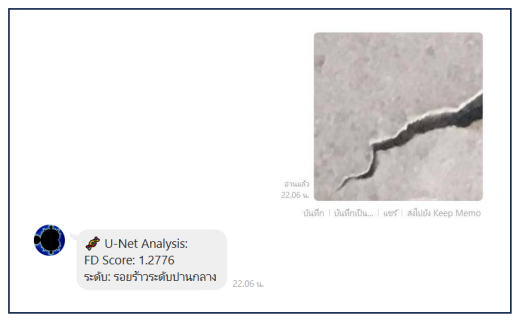 อ่านแล้ว
22.06 น.
บันทึก | บันทึกเป็น... | แชร์ | ส่งไปยัง Keep Memo
U-Net Analysis:
FD Score: 1.2776
ระดับ: รอยร้าวระดับปานกลาง
22.06 น.